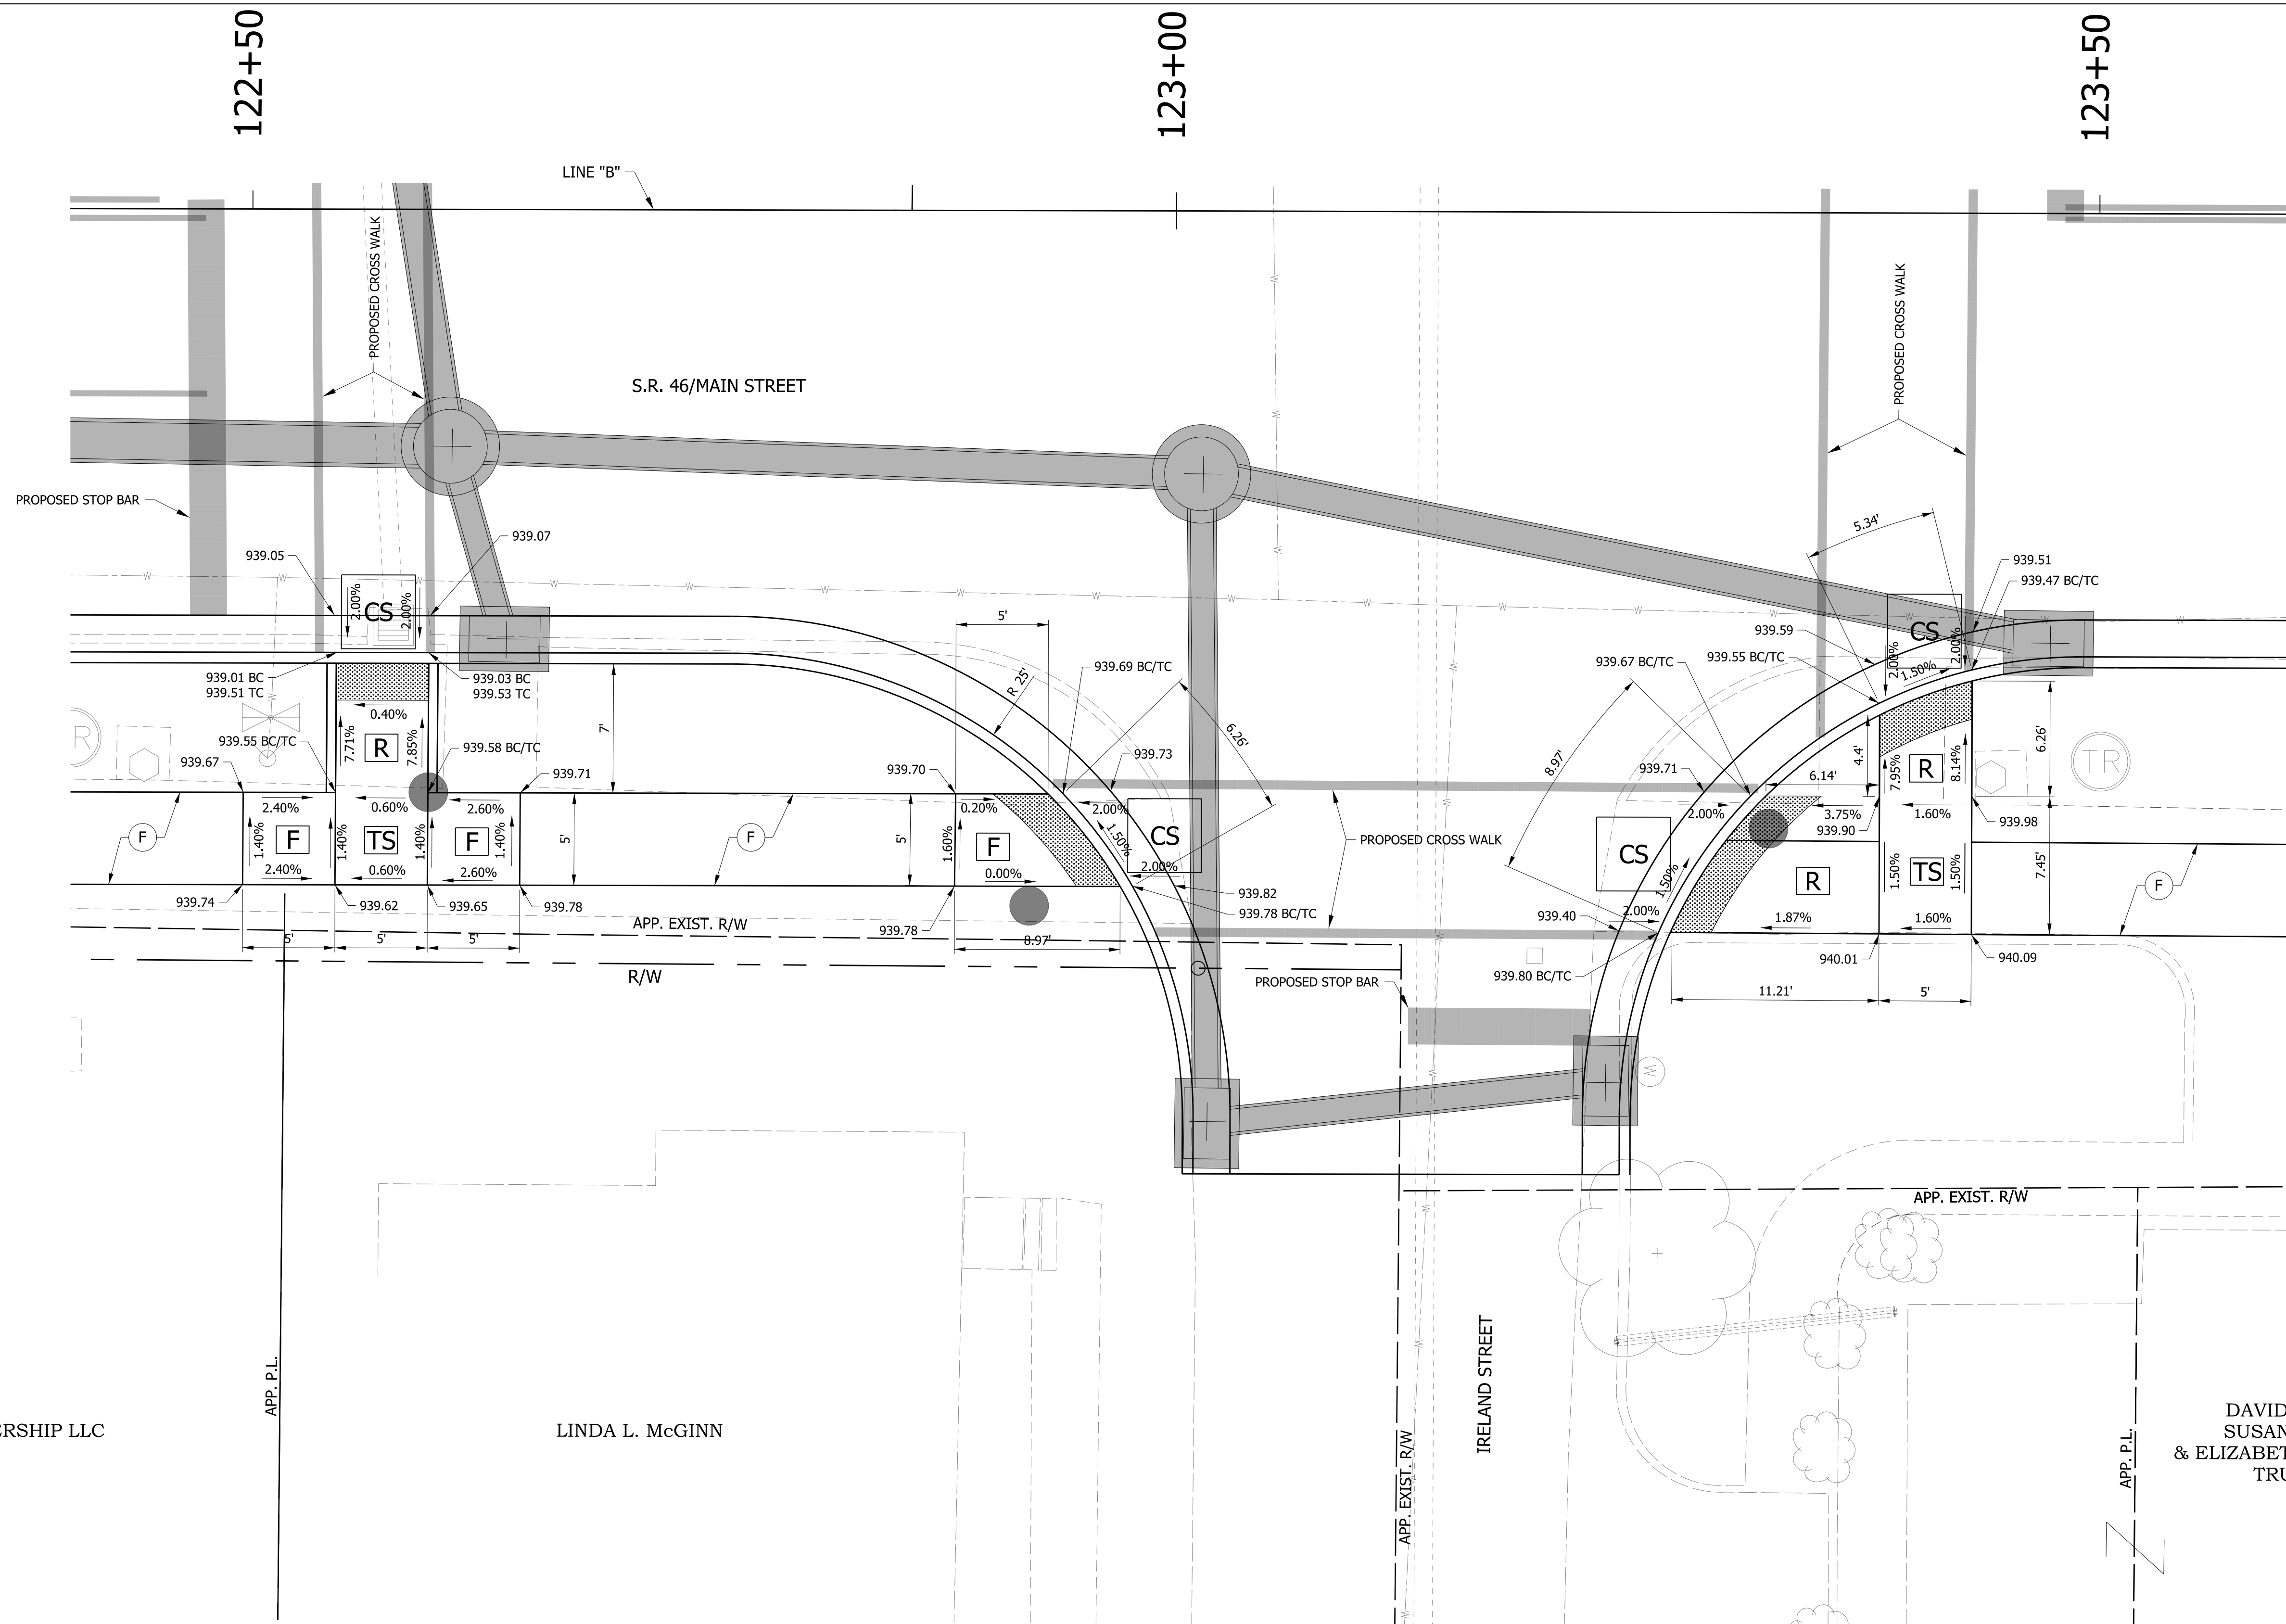 122+50
123+00
123+50
LINE "B"
PROPOSED CROSS WALK
PROPOSED CROSS WALK
S.R. 46/MAIN STREET
PROPOSED STOP BAR
939.05
939.07
2.00%
CS
2.00%
W W W W W W W W W W W W W W
5.34'
939.51
939.47 BC/TC
939.59
CS
2.00%
2.00%
1.50%
5'
939.69 BC/TC
939.67 BC/TC
939.55 BC/TC
939.01 BC
939.51 TC
939.03 BC
939.53 TC
0.40%
R
7.71%
7.85%
7'
R 25'
6.26'
939.55 BC/TC
939.58 BC/TC
939.67
939.71
939.70
939.73
8.97'
939.71
4.4'
6.14'
7.95%
R
8.14%
6.26'
TR
F
2.40%
F
1.40%
2.40%
1.40%
0.60%
TS
0.60%
1.40%
2.60%
F
1.40%
2.60%
5'
F
5'
0.20%
1.60%
F
0.00%
2.00%
CS
1.50%
2.00%
PROPOSED CROSS WALK
2.00%
CS
1.50%
2.00%
3.75%
939.90
1.60%
939.98
R
1.87%
1.50%
TS
1.50%
1.60%
7.45'
F
939.74
939.62
939.65
939.78
939.78
939.82
939.78 BC/TC
939.40
939.80 BC/TC
940.01
940.09
5'
5'
5'
APP. EXIST. R/W
8.97'
11.21'
5'
R/W
PROPOSED STOP BAR
W
APP. EXIST. R/W
APP. P.L.
IRELAND STREET
APP. EXIST. R/W
APP. P.L.
ERSHIP LLC
LINDA L. McGINN
DAVID
SUSAN
& ELIZABET
TRU